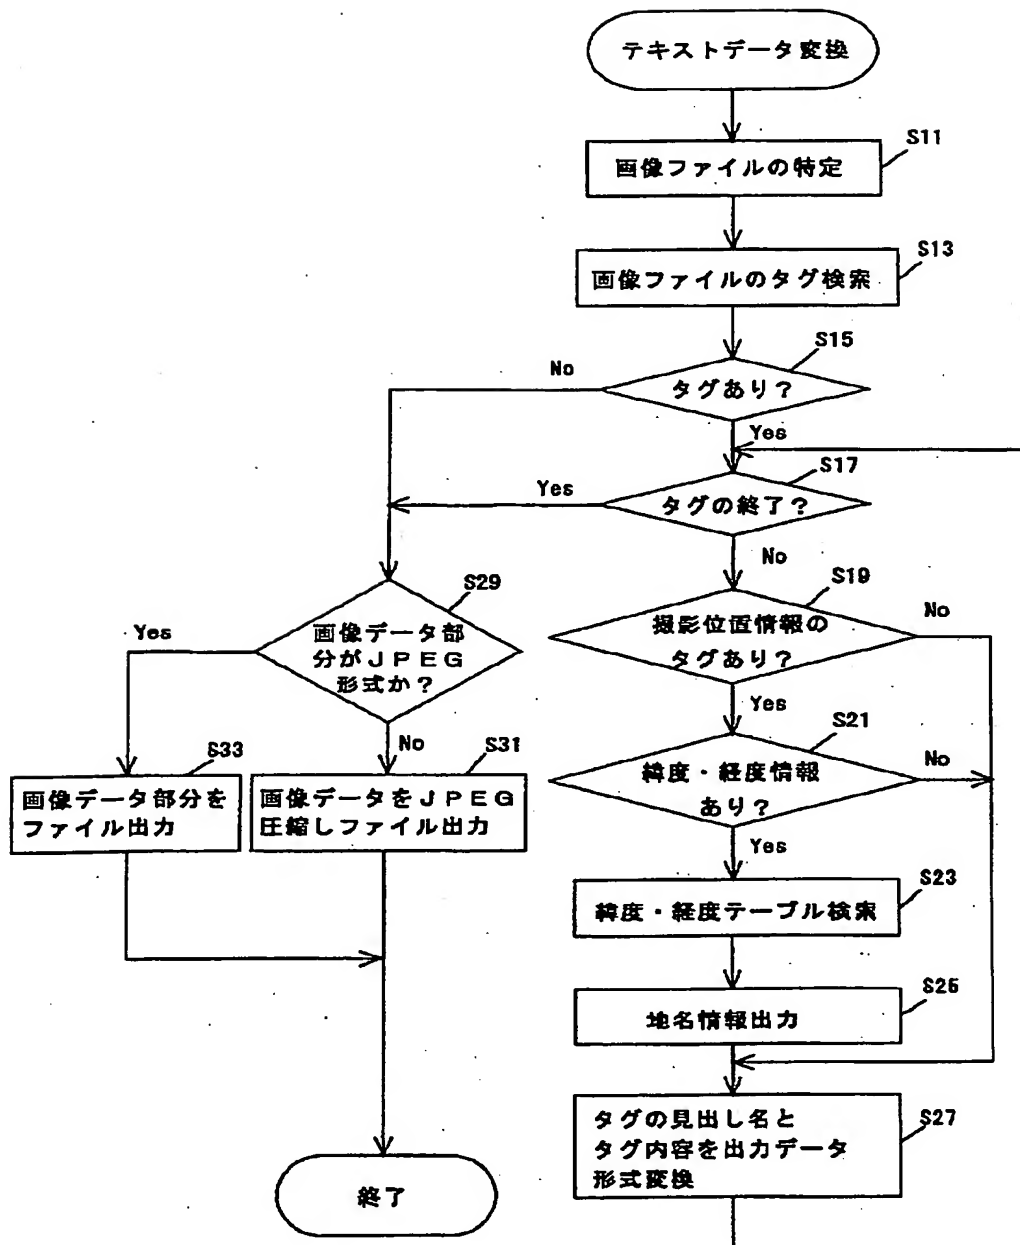 テキストデータ変換
S11
画像ファイルの特定
S13
画像ファイルのタグ検索
S15
No
タグあり?
Yes
S17
Yes
タグの終了?
No
S19
撮影位置情報の
タグあり?
No
Yes
S29
画像データ部
分がJPEG
形式か?
Yes
No
S21
緯度・経度情報
あり?
No
Yes
S33
画像データ部分を
ファイル出力
S31
画像データをJPEG
圧縮しファイル出力
S23
緯度・経度テーブル検索
S25
地名情報出力
S27
タグの見出し名と
タグ内容を出力データ
形式変換
終了